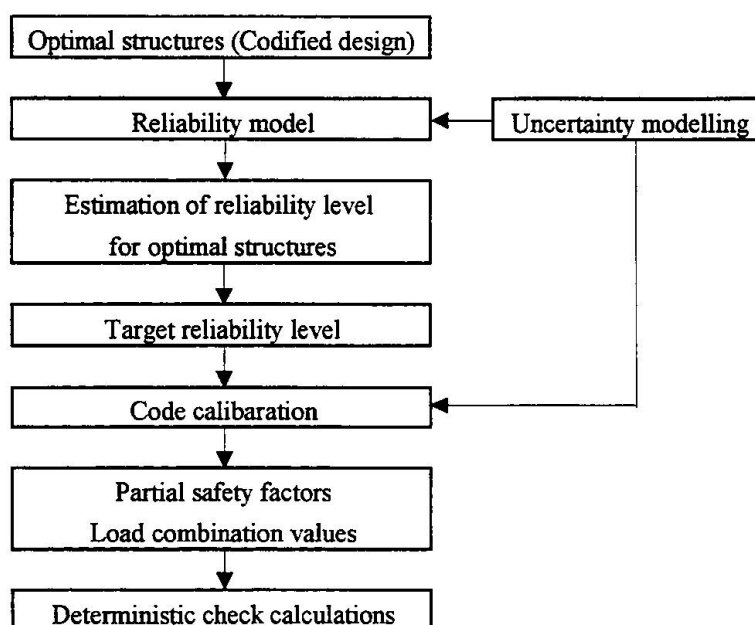 Optimal structures (Codified design)
Reliability model
Uncertainty modelling
Estimation of reliability level
for optimal structures
Target reliability level
Code calibaration
Partial safety factors
Load combination values
Deterministic check calculations